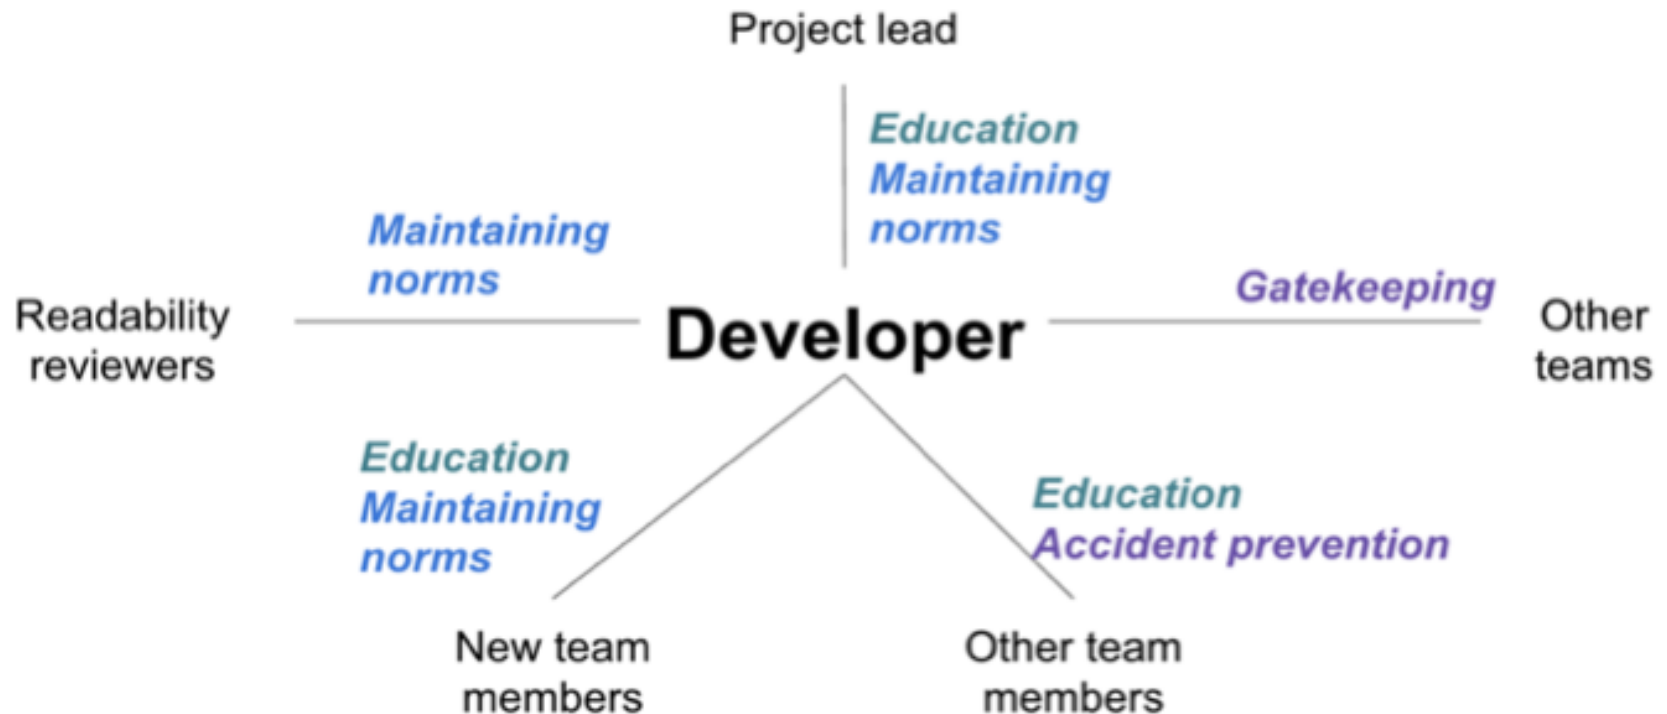 Project lead
Education
Maintaining
norms
Maintaining
norms
Gatekeeping
Readability
reviewers
Developer
Other
teams
Education
Maintaining
norms
Education
Accident prevention
New team
members
Other team
members